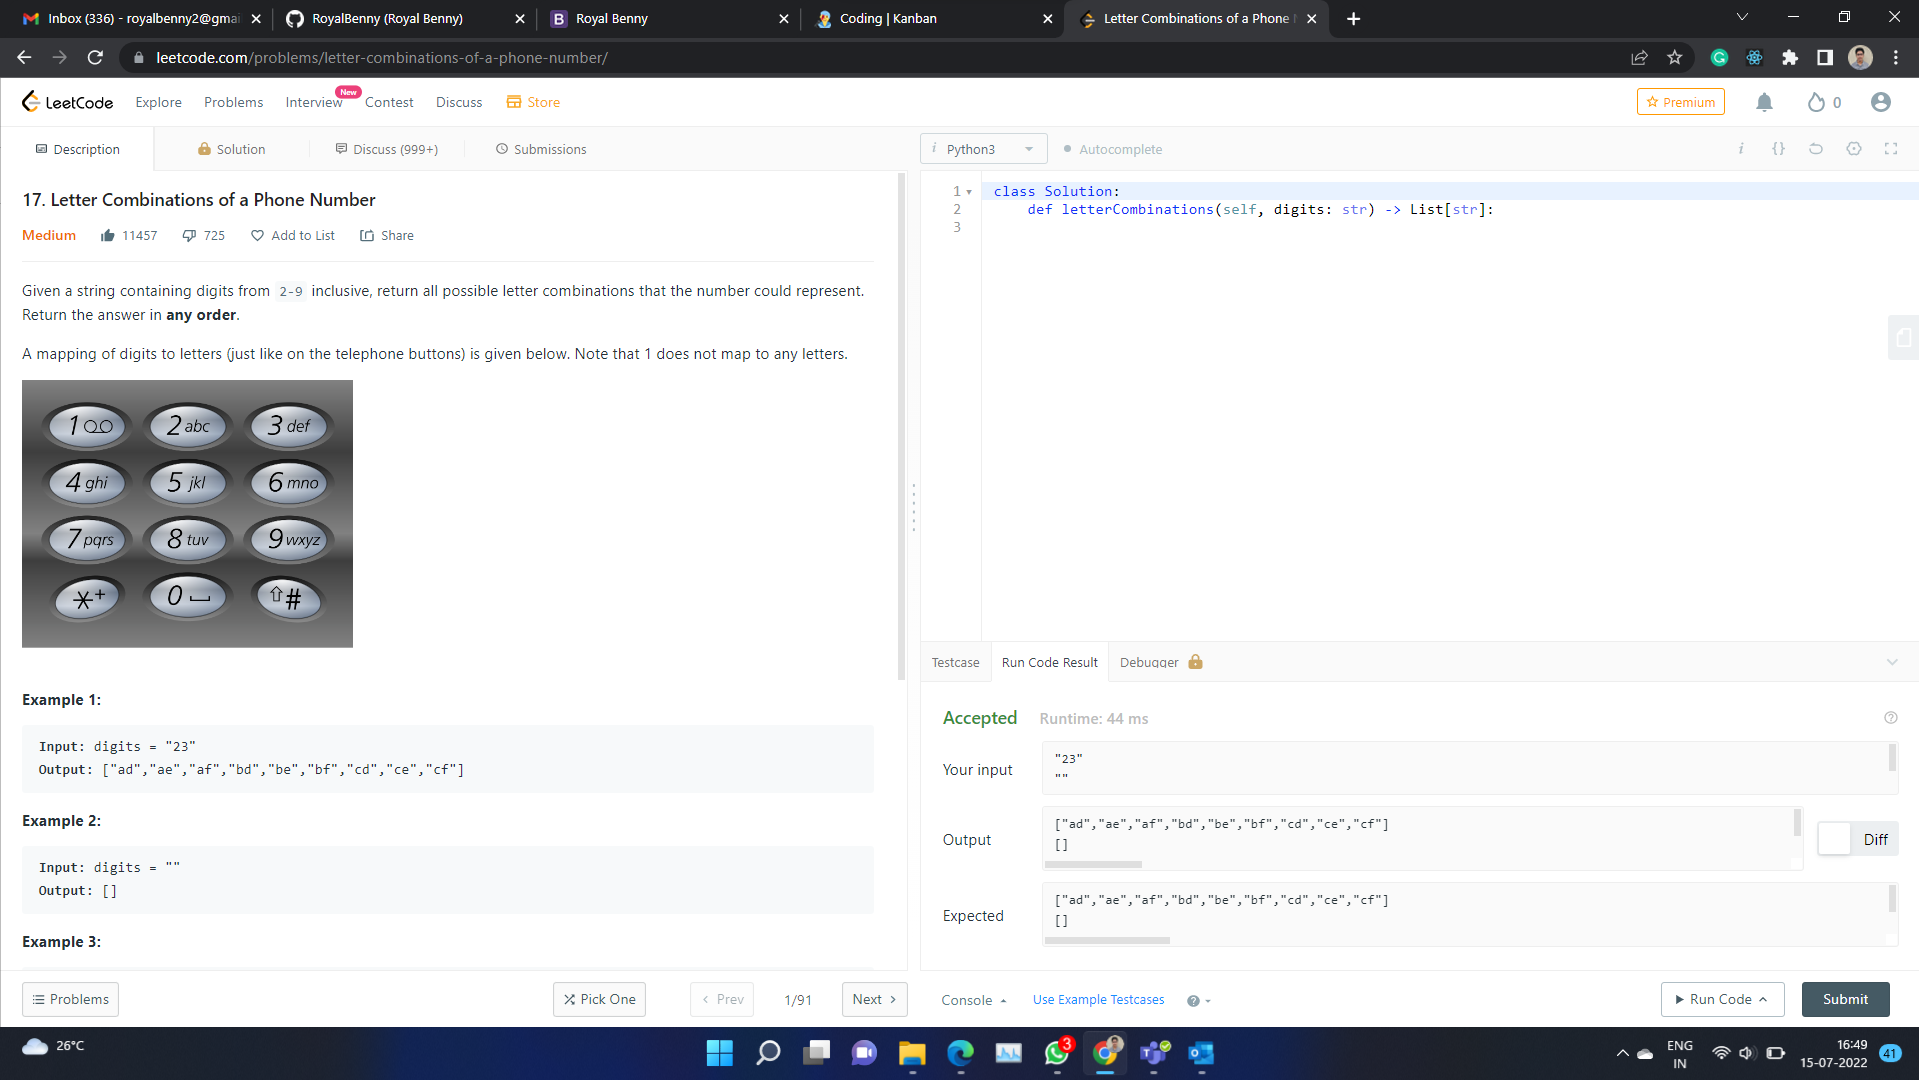 Inbox (336) - royalbenny2@gmai
RoyalBenny (Royal Benny)
Royal Benny
Coding | Kanban
Letter Combinations of a Phone
leetcode.com/problems/letter-combinations-of-a-phone-number/
LeetCode Explore Problems Interview New Contest Discuss Store Premium 0
Description Solution Discuss (999+) Submissions
i Python3 Autocomplete i {}
17. Letter Combinations of a Phone Number
Medium 11457 725 Add to List Share
Given a string containing digits from 2-9 inclusive, return all possible letter combinations that the number could represent.
Return the answer in any order.
A mapping of digits to letters (just like on the telephone buttons) is given below. Note that 1 does not map to any letters.
1 2 abc 3 def
4 ghi 5 jkl 6 mno
7 pqrs 8 tuv 9 wxyz
*+ 0 #
Example 1:
Input: digits = "23"
Output: ["ad","ae","af","bd","be","bf","cd","ce","cf"]
Example 2:
Input: digits = ""
Output: []
Example 3:
Problems Pick One Prev 1/91 Next
1 class Solution:
2 def letterCombinations(self, digits: str) -> List[str]:
3
Testcase Run Code Result Debugger
Accepted Runtime: 44 ms
Your input
"23"
""
Output
["ad","ae","af","bd","be","bf","cd","ce","cf"]
[]
Diff
Expected
["ad","ae","af","bd","be","bf","cd","ce","cf"]
[]
Console Use Example Testcases Run Code Submit
26°C
3
ENG
IN
16:49
15-07-2022
41